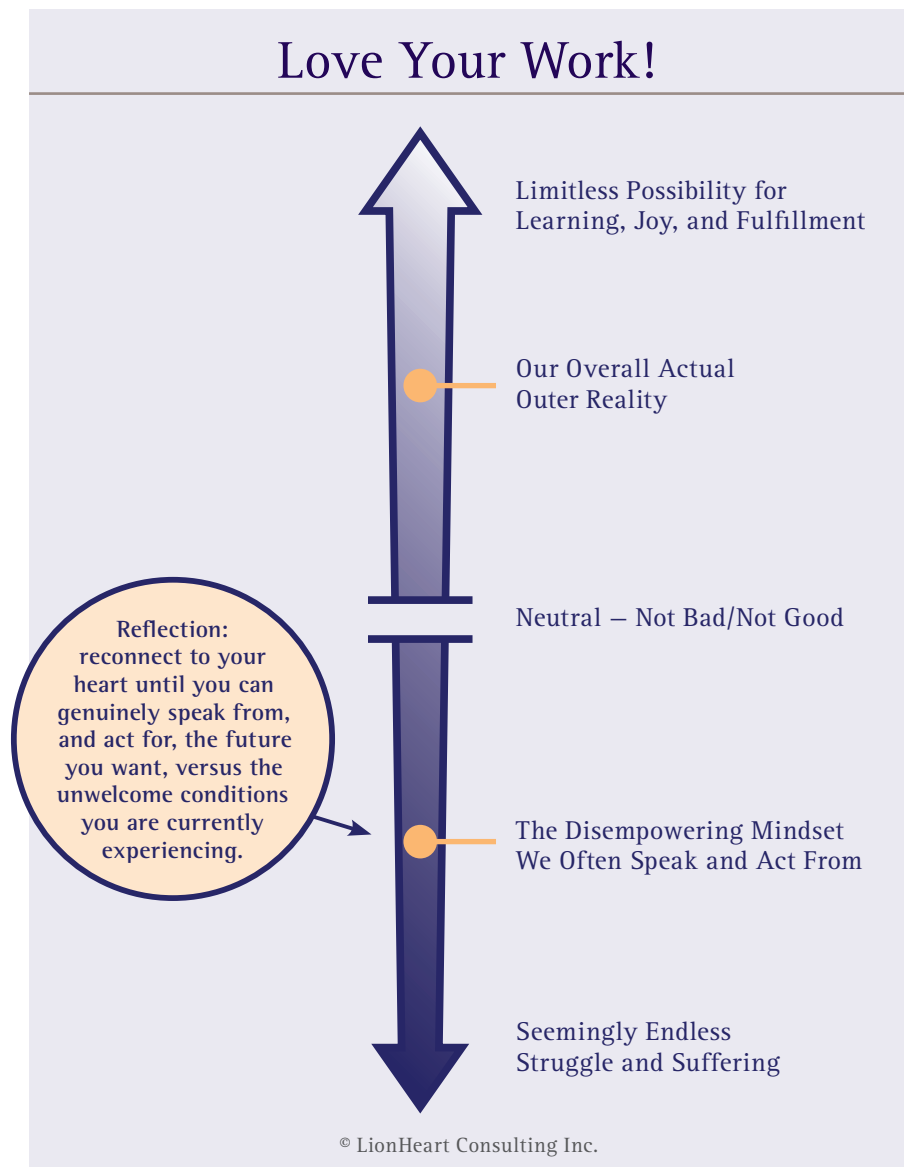 Love Your Work!
Limitless Possibility for
Learning, Joy, and Fulfillment
Our Overall Actual
Outer Reality
Neutral – Not Bad/Not Good
Reflection:
reconnect to your
heart until you can
genuinely speak from,
and act for, the future
you want, versus the
unwelcome conditions
you are currently
experiencing.
The Disempowering Mindset
We Often Speak and Act From
Seemingly Endless
Struggle and Suffering
© LionHeart Consulting Inc.